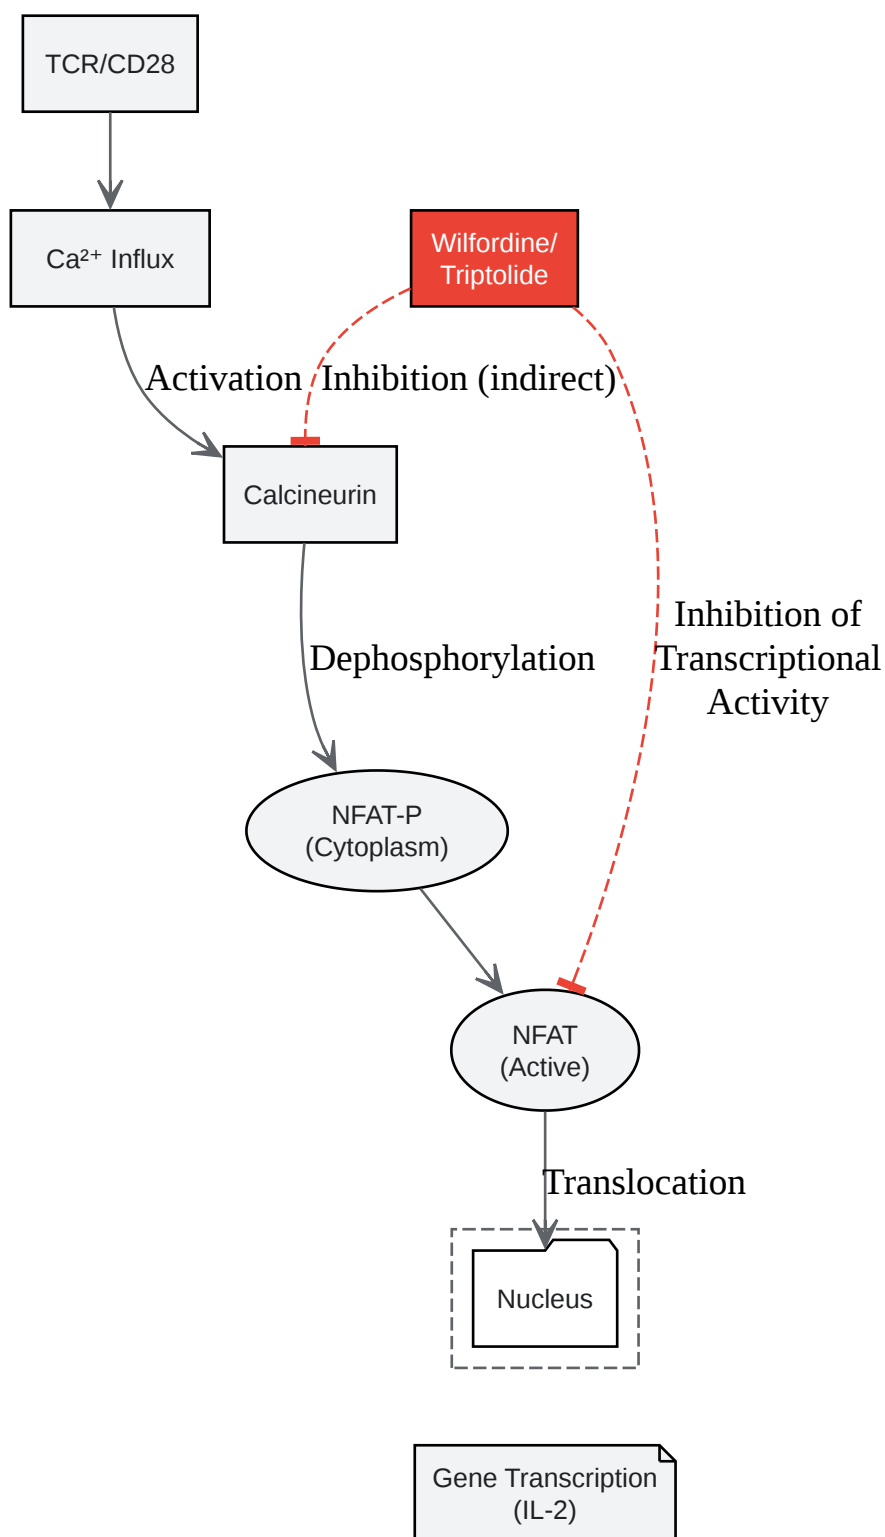 TCR/CD28
Ca²⁺ Influx
Wilfordine/
Triptolide
Activation
Inhibition (indirect)
Calcineurin
Inhibition of
Transcriptional
Activity
Dephosphorylation
NFAT-P
(Cytoplasm)
NFAT
(Active)
Translocation
Nucleus
Gene Transcription
(IL-2)